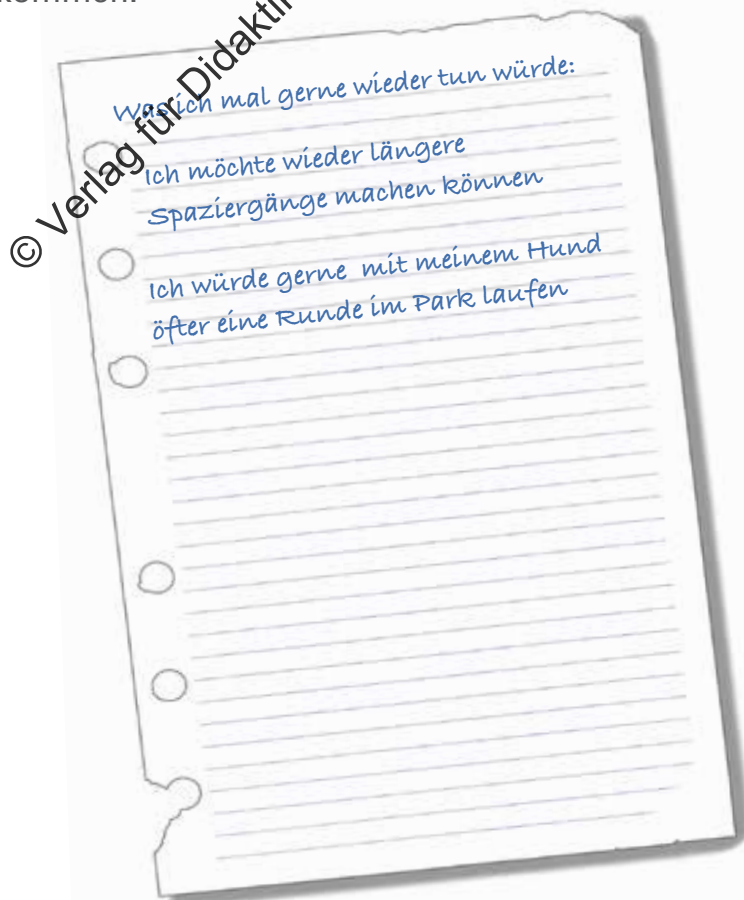 kommen.
© Verlag für Didaktik
Was ich mal gerne wieder tun würde:
Ich möchte wieder längere
Spaziergänge machen können
Ich würde gerne mit meinem Hund
öfter eine Runde im Park laufen